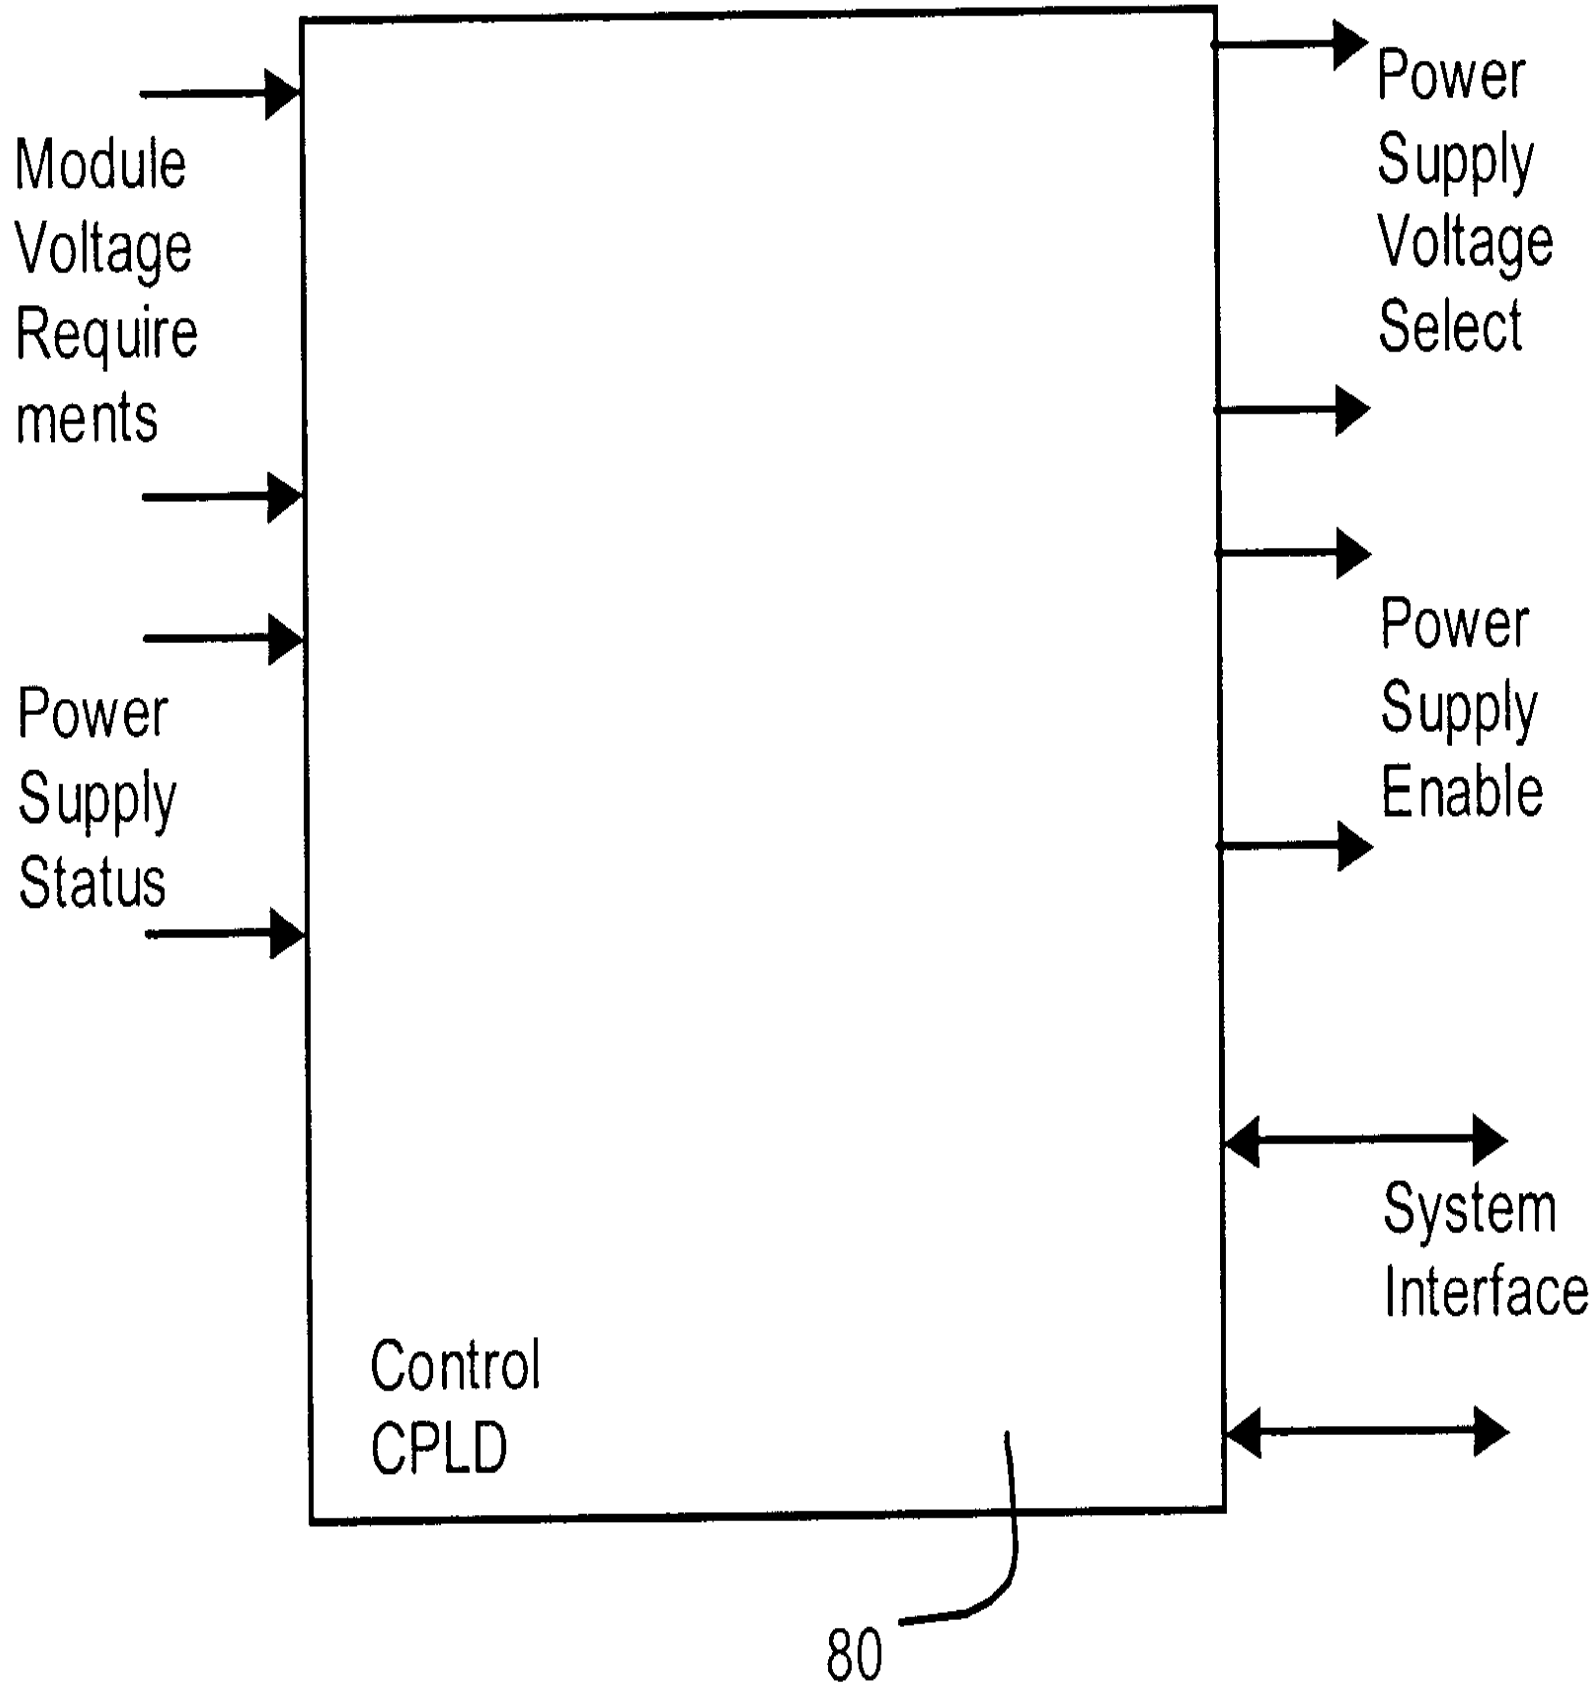 Module
Voltage
Require
ments
Power
Supply
Status
Power
Supply
Voltage
Select
Power
Supply
Enable
System
Interface
Control
CPLD
80